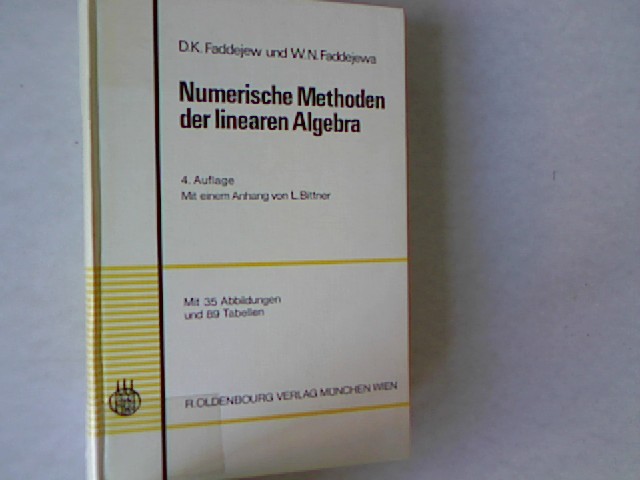 D.K. Faddejew und W.N. Faddejewa
Numerische Methoden
der linearen Algebra
4. Auflage
Mit einem Anhang von L. Bittner
Mit 35 Abbildungen
und 89 Tabellen
R. OLDENBOURG VERLAG MÜNCHEN WIEN